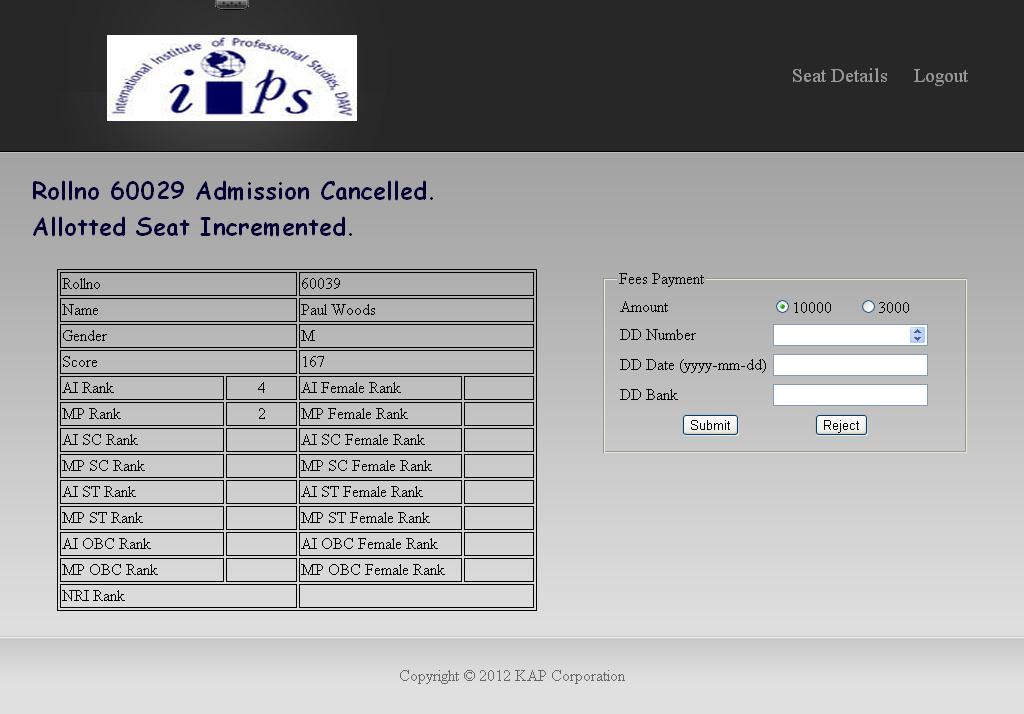 International Institute of Professional Studies, DAVV
i ps
Seat Details Logout
Rollno 60029 Admission Cancelled.
Allotted Seat Incremented.
Rollno 60039
Name Paul Woods
Gender M
Score 167
AI Rank 4 AI Female Rank
MP Rank 2 MP Female Rank
AI SC Rank AI SC Female Rank
MP SC Rank MP SC Female Rank
AI ST Rank AI ST Female Rank
MP ST Rank MP ST Female Rank
AI OBC Rank AI OBC Female Rank
MP OBC Rank MP OBC Female Rank
NRI Rank
Fees Payment
Amount 10000 3000
DD Number
DD Date (yyyy-mm-dd)
DD Bank
Submit Reject
Copyright © 2012 KAP Corporation